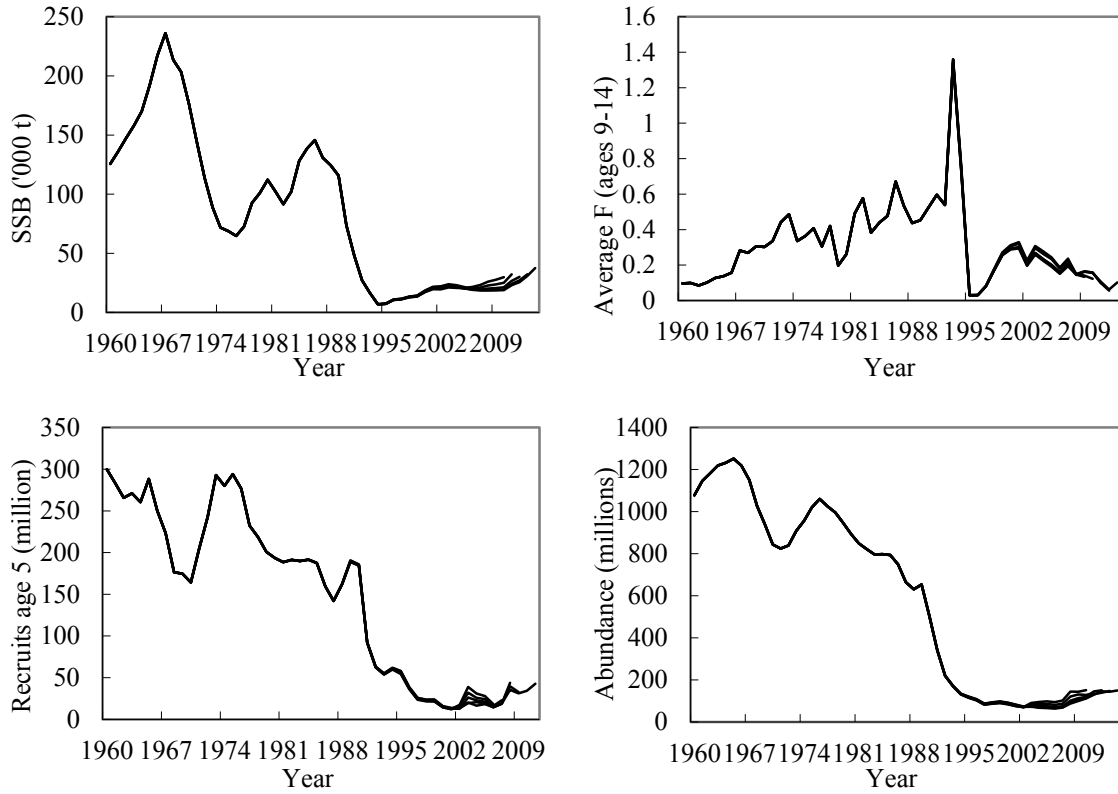 SSB ('000 t)
250
200
150
100
50
0
1960 1967 1974 1981 1988 1995 2002 2009
Year
Average F (ages 9-14)
1.6
1.4
1.2
1
0.8
0.6
0.4
0.2
0
1960 1967 1974 1981 1988 1995 2002 2009
Year
Recruits age 5 (million)
350
300
250
200
150
100
50
0
1960 1967 1974 1981 1988 1995 2002 2009
Year
Abundance (millions)
1400
1200
1000
800
600
400
200
0
1960 1967 1974 1981 1988 1995 2002 2009
Year